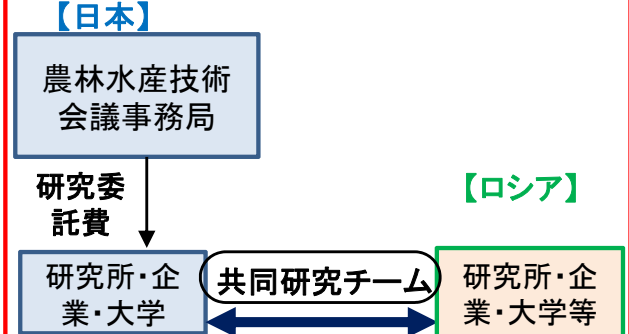 【日本】
農林水産技術
会議事務局
研究委
託費
【ロシア】
研究所・企
業・大学
共同研究チーム
研究所・企
業・大学等